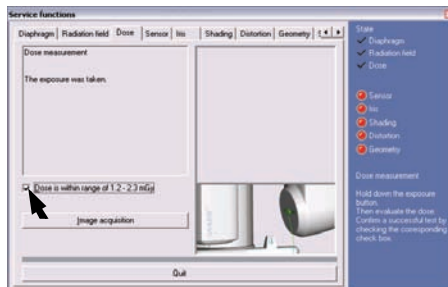 Service functions
Diaphragm Radiation field Dose Sensor Iris Shading Distortion Geometry
Dose measurement
The exposure was taken.
Dose is within range of 1.2 - 2.3 mGy
Image acquisition
Quit
State
Diaphragm
Radiation field
Dose
Sensor
Iris
Shading
Distortion
Geometry
Dose measurement
Hold down the exposure
button.
Then evaluate the dose.
Confirm a successful test by
checking the corresponding
check box.